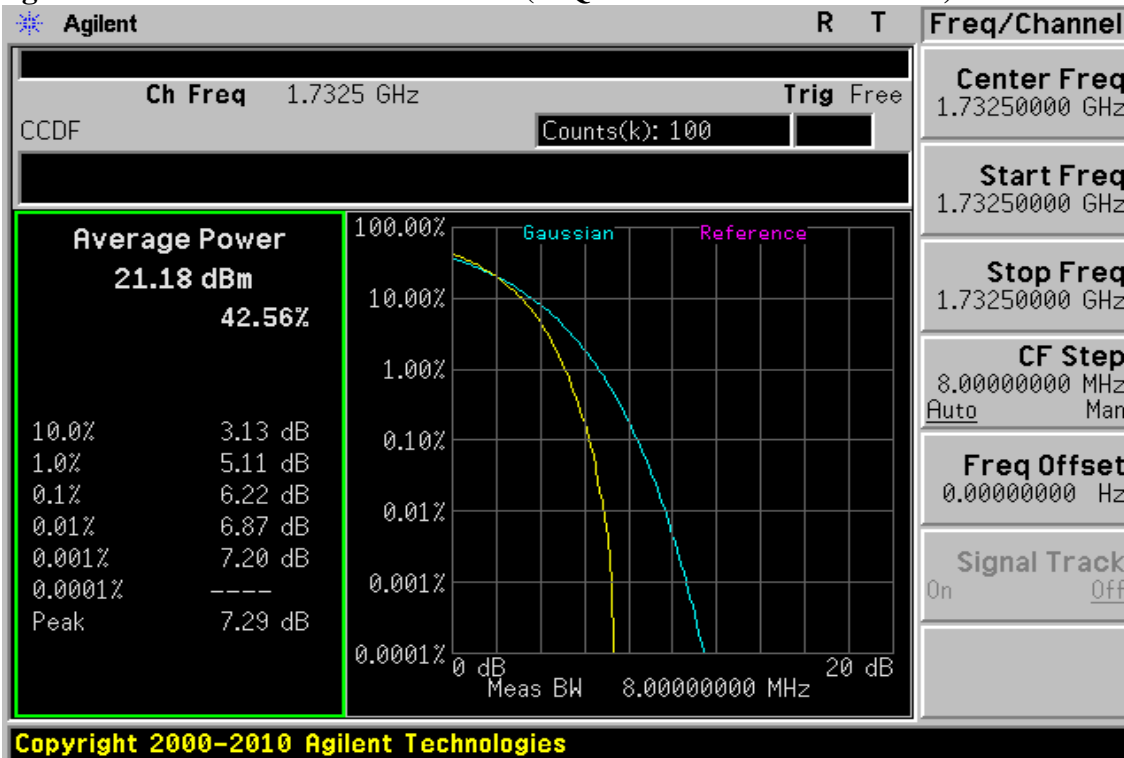 Agilent R T
Freq/Channel
Ch Freq 1.7325 GHz Trig Free
CCDF Counts(k): 100
Average Power
21.18 dBm
42.56%
10.0% 3.13 dB
1.0% 5.11 dB
0.1% 6.22 dB
0.01% 6.87 dB
0.001% 7.20 dB
0.0001% ----
Peak 7.29 dB
Gaussian Reference
100.00%
10.00%
1.00%
0.10%
0.01%
0.001%
0.0001%
0 dB 20 dB
Meas BW 8.00000000 MHz
Center Freq
1.73250000 GHz
Start Freq
1.73250000 GHz
Stop Freq
1.73250000 GHz
CF Step
8.00000000 MHz
Auto Man
Freq Offset
0.00000000 Hz
Signal Track
On Off
Copyright 2000-2010 Agilent Technologies